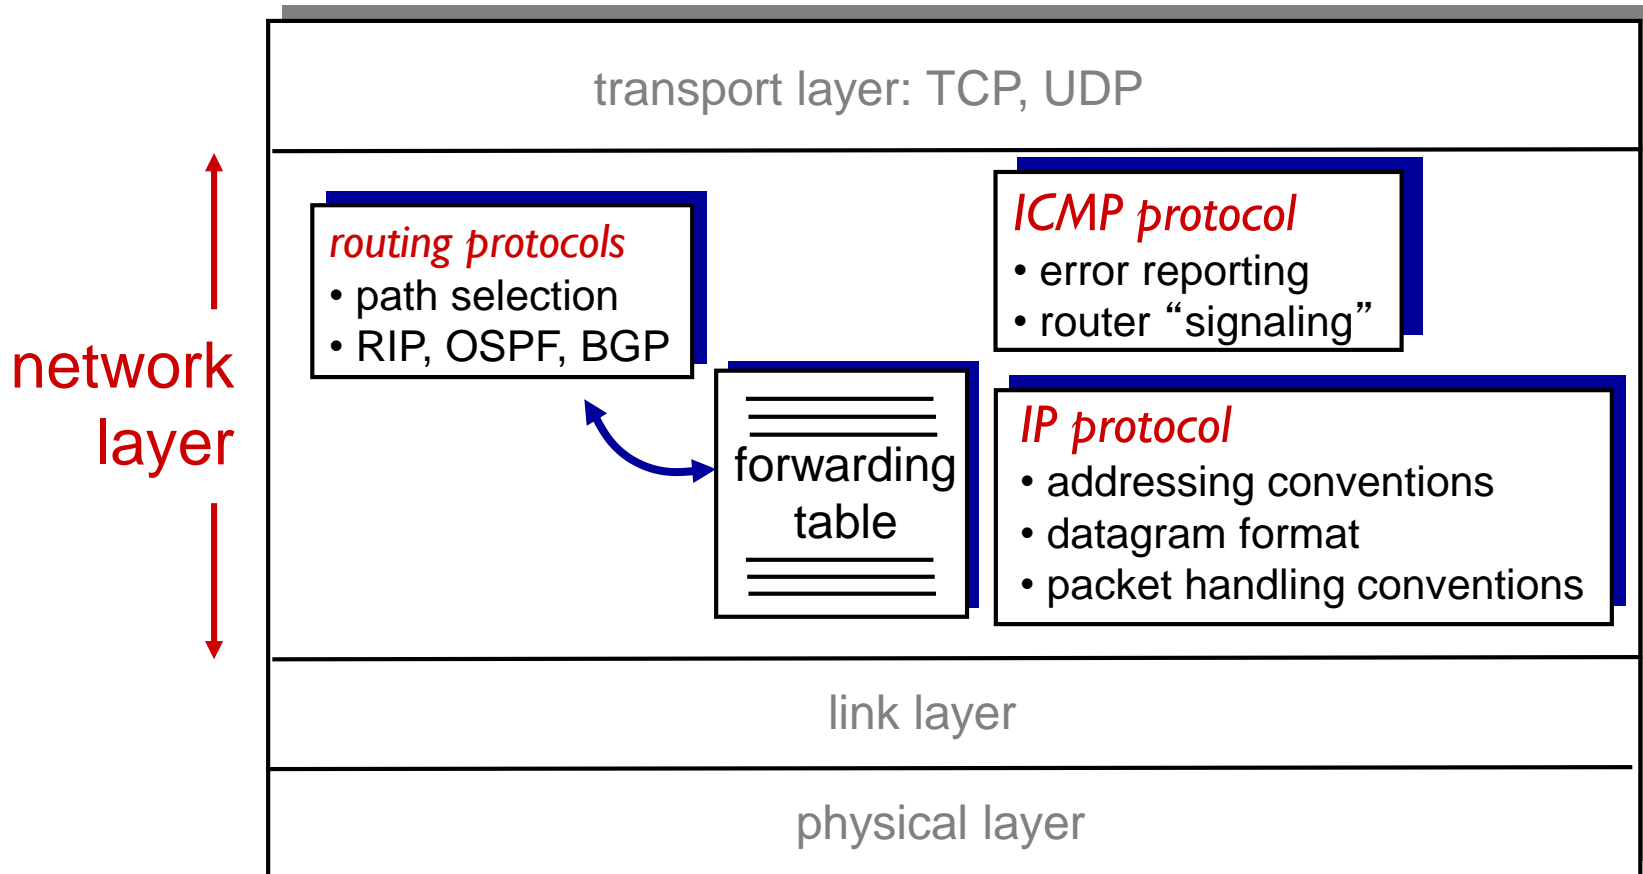 transport layer: TCP, UDP
network
layer
routing protocols
• path selection
• RIP, OSPF, BGP
forwarding
table
ICMP protocol
• error reporting
• router “signaling”
IP protocol
• addressing conventions
• datagram format
• packet handling conventions
link layer
physical layer